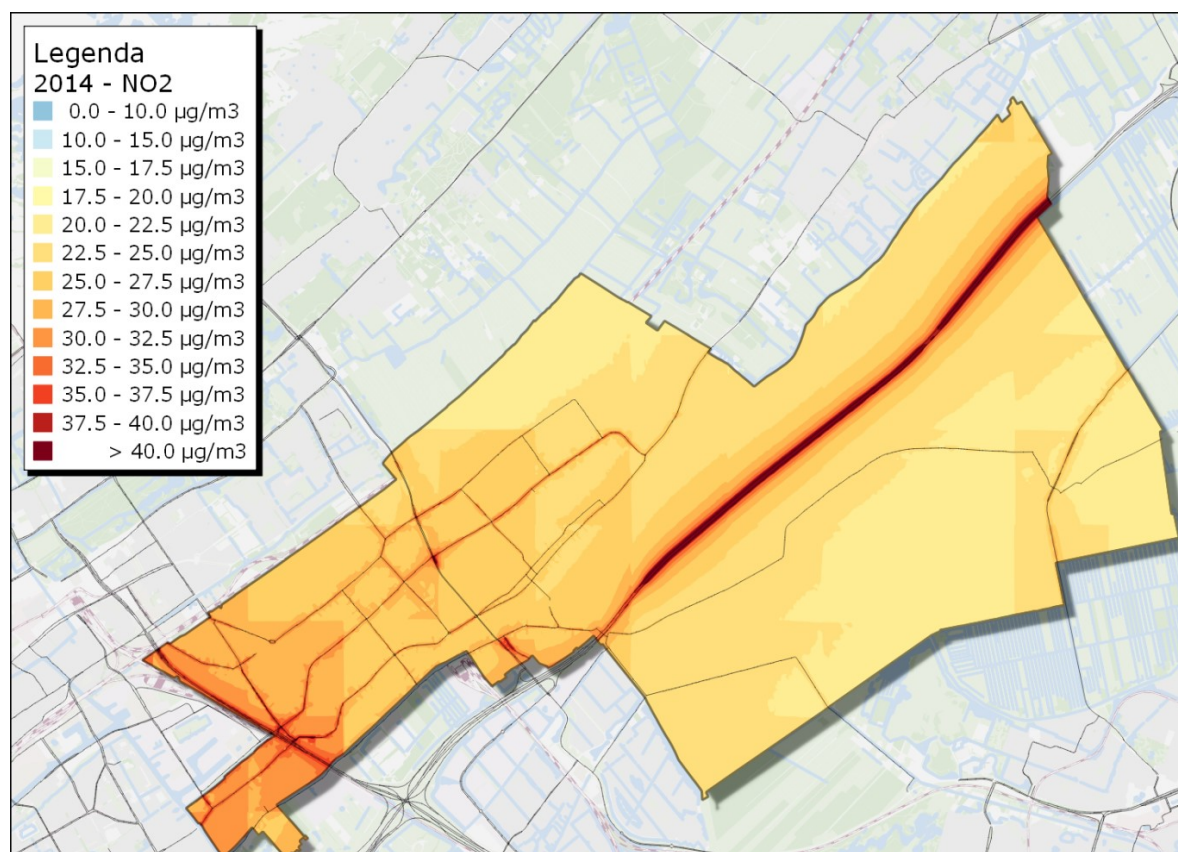 Legenda
2014 - NO2
0.0 - 10.0 µg/m3
10.0 - 15.0 µg/m3
15.0 - 17.5 µg/m3
17.5 - 20.0 µg/m3
20.0 - 22.5 µg/m3
22.5 - 25.0 µg/m3
25.0 - 27.5 µg/m3
27.5 - 30.0 µg/m3
30.0 - 32.5 µg/m3
32.5 - 35.0 µg/m3
35.0 - 37.5 µg/m3
37.5 - 40.0 µg/m3
> 40.0 µg/m3